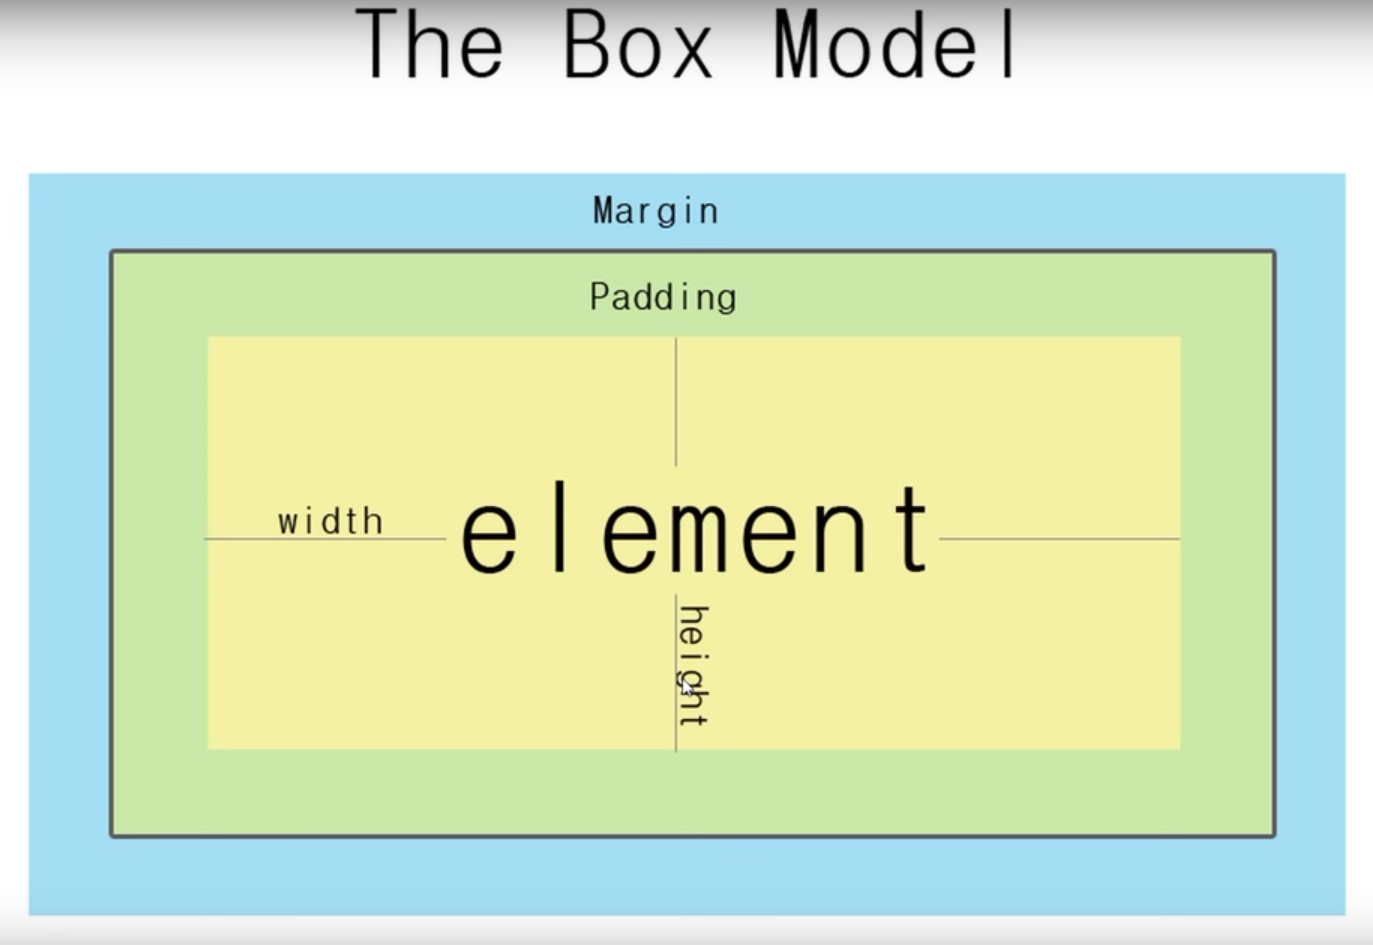 The Box Model
Margin
Padding
width
element
height